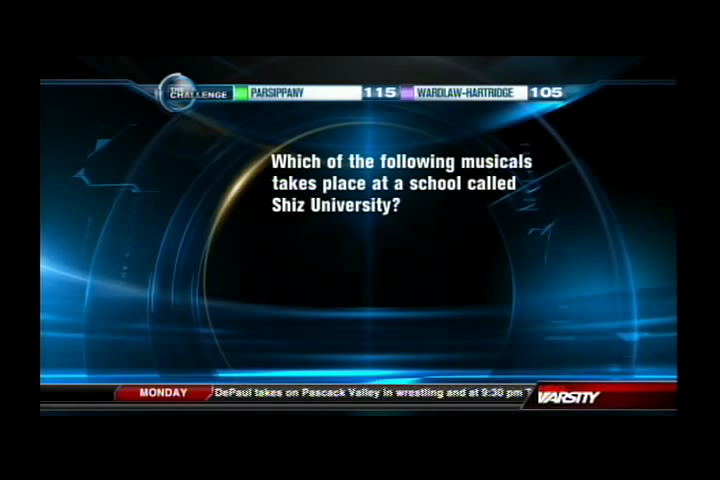 THE
CHALLENGE PARSIPPANY 115 WARDLAW-HARTRIDGE 105
Which of the following musicals
takes place at a school called
Shiz University?
MONDAY DePaul takes on Pascack Valley in wrestling and at 9:30 pm VARSITY